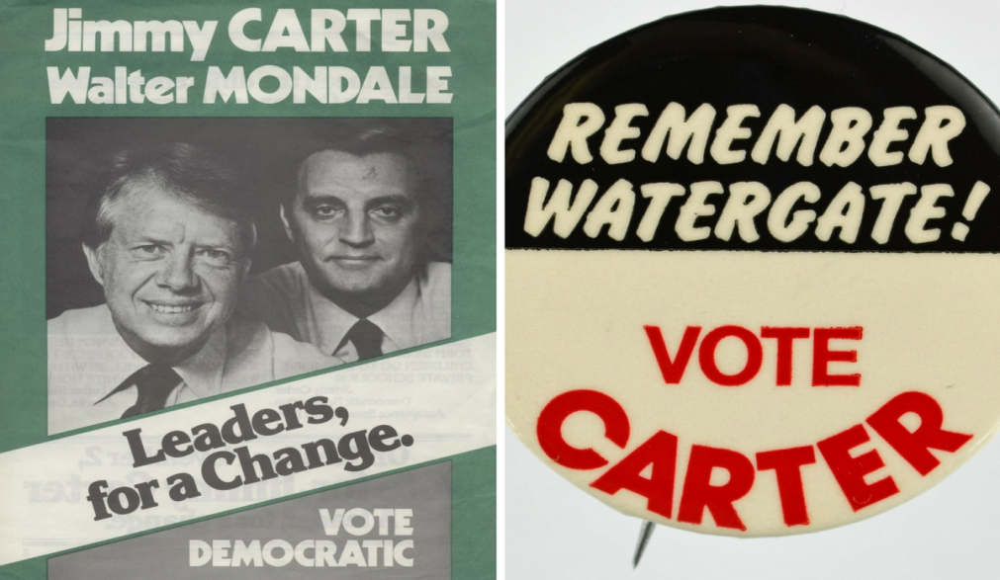 Jimmy CARTER
Walter MONDALE
Leaders,
for a Change.
VOTE
DEMOCRATIC
REMEMBER
WATERGATE!
VOTE
CARTER